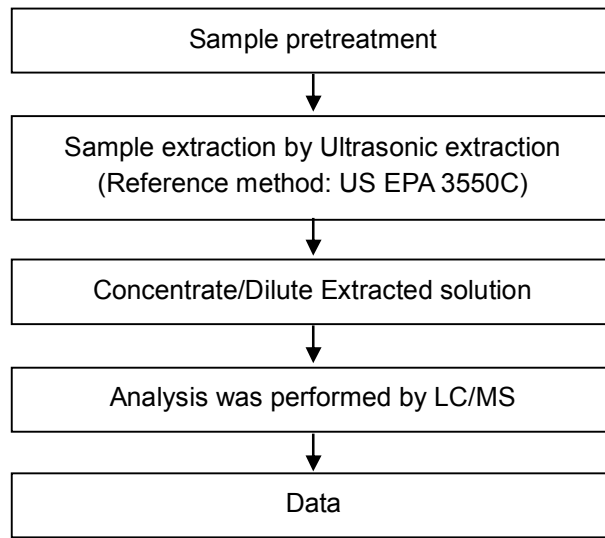 Sample pretreatment
Sample extraction by Ultrasonic extraction
(Reference method: US EPA 3550C)
Concentrate/Dilute Extracted solution
Analysis was performed by LC/MS
Data